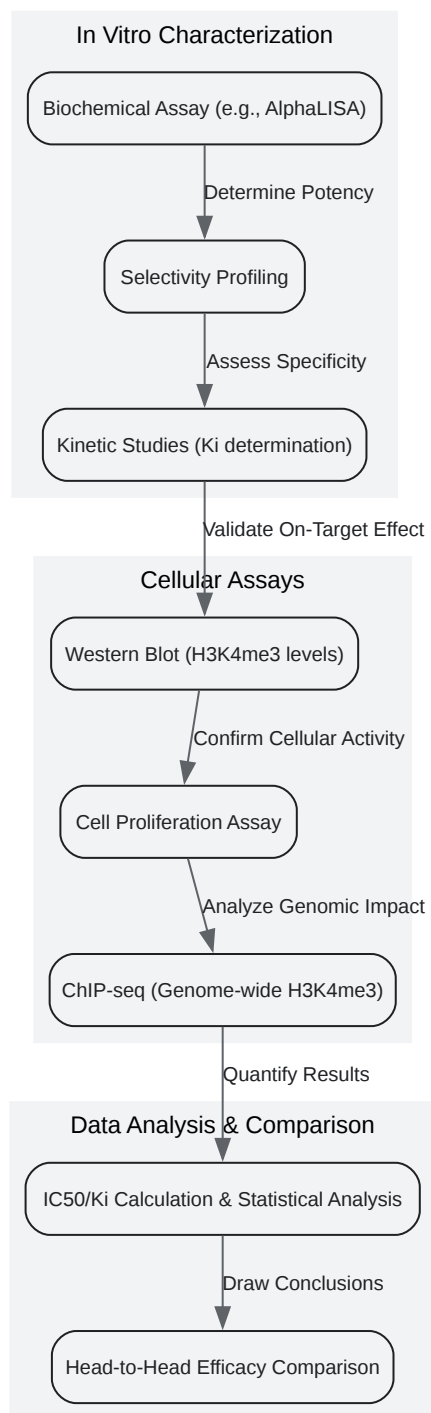 In Vitro Characterization
Biochemical Assay (e.g., AlphaLISA)
Determine Potency
Selectivity Profiling
Assess Specificity
Kinetic Studies (Ki determination)
Validate On-Target Effect
Cellular Assays
Western Blot (H3K4me3 levels)
Confirm Cellular Activity
Cell Proliferation Assay
Analyze Genomic Impact
ChIP-seq (Genome-wide H3K4me3)
Quantify Results
Data Analysis & Comparison
IC50/Ki Calculation & Statistical Analysis
Draw Conclusions
Head-to-Head Efficacy Comparison